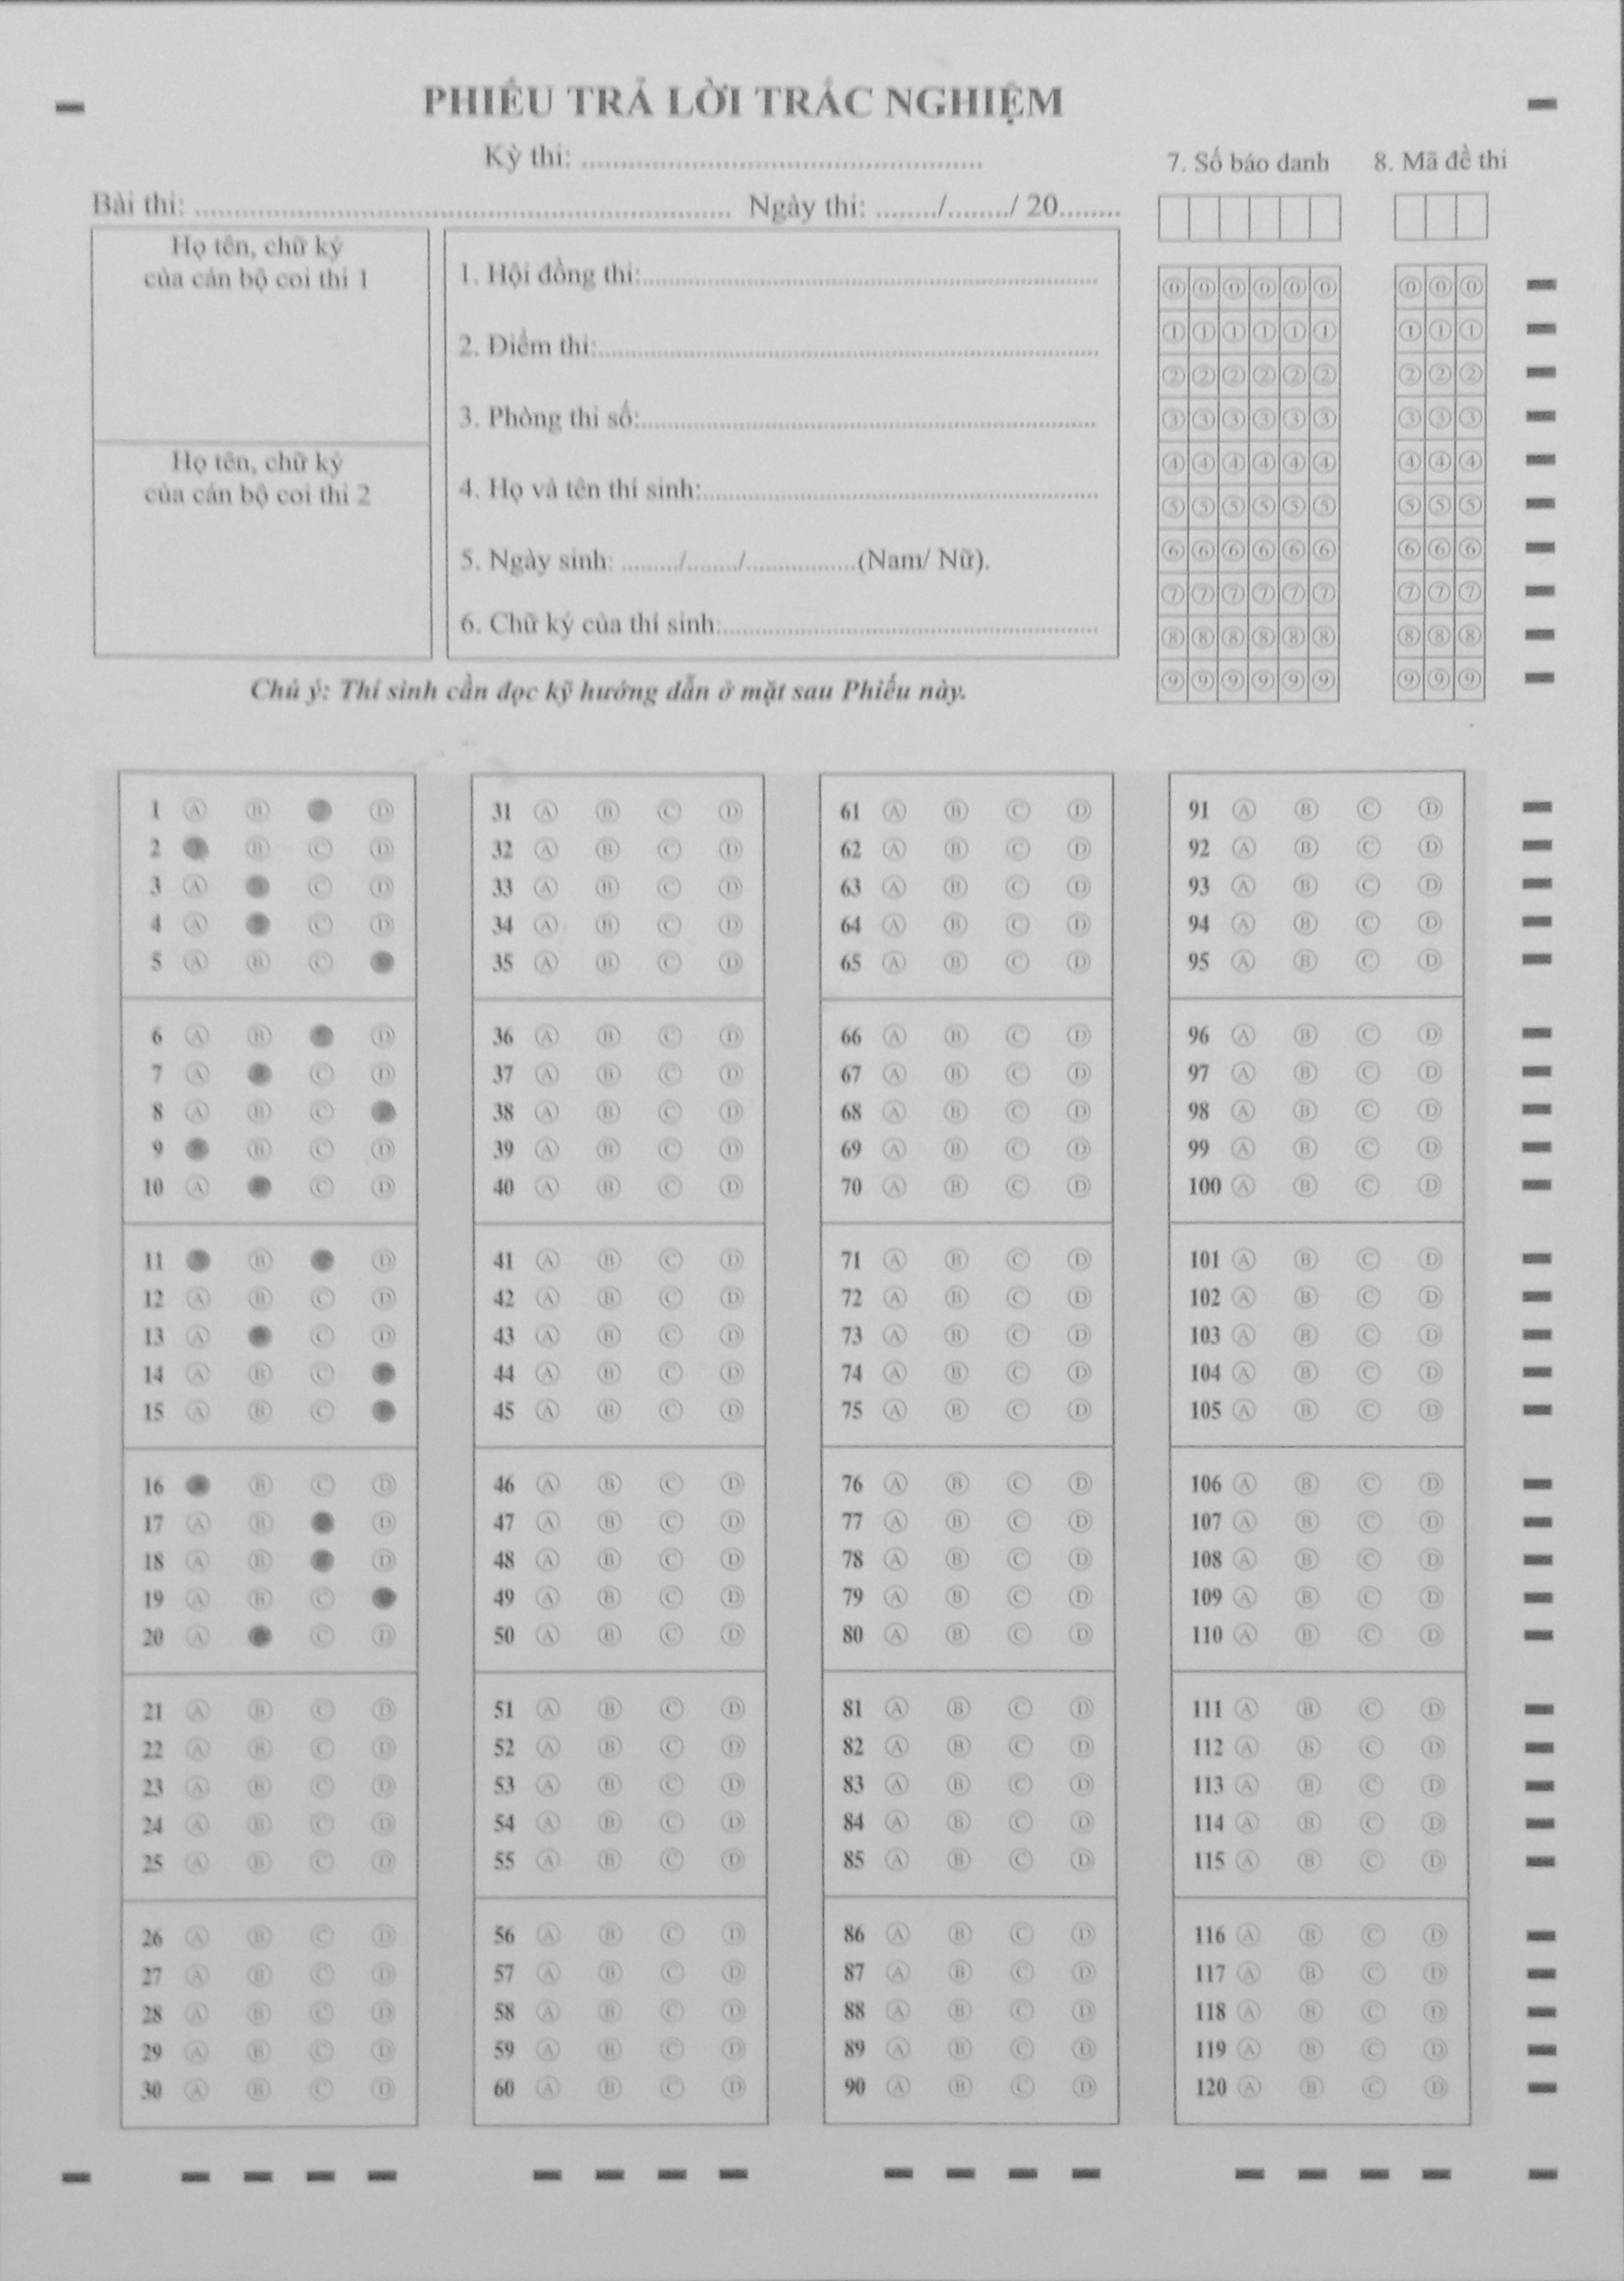 PHIẾU TRẢ LỜI TRẮC NGHIỆM
Kỳ thi: ....................................................
Bài thi: ...................................................................... Ngày thi: ......../......../ 20........
7. Số báo danh 8. Mã đề thi
Họ tên, chữ ký
của cán bộ coi thi 1
Họ tên, chữ ký
của cán bộ coi thi 2
1. Hội đồng thi:............................................................
2. Điểm thi:..................................................................
3. Phòng thi số:............................................................
4. Họ và tên thí sinh:....................................................
5. Ngày sinh: ......../......./...............(Nam/ Nữ).
6. Chữ ký của thí sinh:..................................................
0 0 0 0 0 0 0 0 0
1 1 1 1 1 1 1 1 1
2 2 2 2 2 2 2 2 2
3 3 3 3 3 3 3 3 3
4 4 4 4 4 4 4 4 4
5 5 5 5 5 5 5 5 5
6 6 6 6 6 6 6 6 6
7 7 7 7 7 7 7 7 7
8 8 8 8 8 8 8 8 8
9 9 9 9 9 9 9 9 9
Chú ý: Thí sinh cần đọc kỹ hướng dẫn ở mặt sau Phiếu này.
1 A B D
2 B C D
3 A C D
4 A C D
5 A B C
6 A B D
7 A C D
8 A B C
9 B C D
10 A C D
11 B D
12 A B C D
13 A C D
14 A B C
15 A B C
16 B C D
17 A B D
18 A B D
19 A B C
20 A C D
21 A B C D
22 A B C D
23 A B C D
24 A B C D
25 A B C D
26 A B C D
27 A B C D
28 A B C D
29 A B C D
30 A B C D
31 A B C D
32 A B C D
33 A B C D
34 A B C D
35 A B C D
36 A B C D
37 A B C D
38 A B C D
39 A B C D
40 A B C D
41 A B C D
42 A B C D
43 A B C D
44 A B C D
45 A B C D
46 A B C D
47 A B C D
48 A B C D
49 A B C D
50 A B C D
51 A B C D
52 A B C D
53 A B C D
54 A B C D
55 A B C D
56 A B C D
57 A B C D
58 A B C D
59 A B C D
60 A B C D
61 A B C D
62 A B C D
63 A B C D
64 A B C D
65 A B C D
66 A B C D
67 A B C D
68 A B C D
69 A B C D
70 A B C D
71 A B C D
72 A B C D
73 A B C D
74 A B C D
75 A B C D
76 A B C D
77 A B C D
78 A B C D
79 A B C D
80 A B C D
81 A B C D
82 A B C D
83 A B C D
84 A B C D
85 A B C D
86 A B C D
87 A B C D
88 A B C D
89 A B C D
90 A B C D
91 A B C D
92 A B C D
93 A B C D
94 A B C D
95 A B C D
96 A B C D
97 A B C D
98 A B C D
99 A B C D
100 A B C D
101 A B C D
102 A B C D
103 A B C D
104 A B C D
105 A B C D
106 A B C D
107 A B C D
108 A B C D
109 A B C D
110 A B C D
111 A B C D
112 A B C D
113 A B C D
114 A B C D
115 A B C D
116 A B C D
117 A B C D
118 A B C D
119 A B C D
120 A B C D